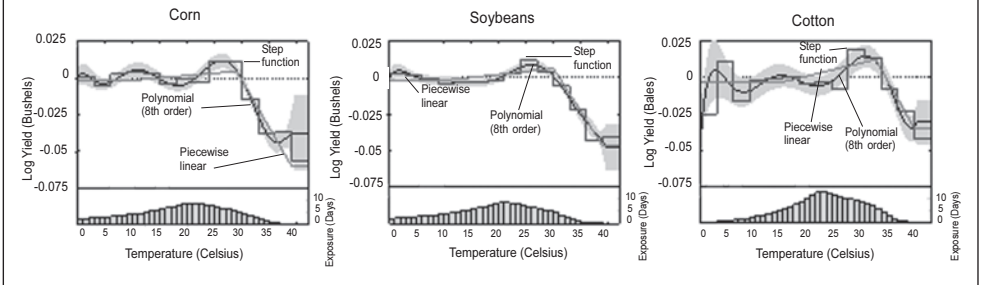 Corn
0.025
0
-0.025
-0.05
-0.075
Log Yield (Bushels)
Step
function
Polynomial
(8th order)
Piecewise
linear
10
5
0
Exposure (Days)
0 5 10 15 20 25 30 35 40
Temperature (Celsius)
Soybeans
0.025
0
-0.025
-0.05
-0.075
Log Yield (Bushels)
Step
function
Piecewise
linear
Polynomial
(8th order)
10
5
0
Exposure (Days)
0 5 10 15 20 25 30 35 40
Temperature (Celsius)
Cotton
0.025
0
-0.025
-0.05
-0.075
Log Yield (Bales)
Step
function
Piecewise
linear
Polynomial
(8th order)
10
5
0
Exposure (Days)
0 5 10 15 20 25 30 35 40
Temperature (Celsius)